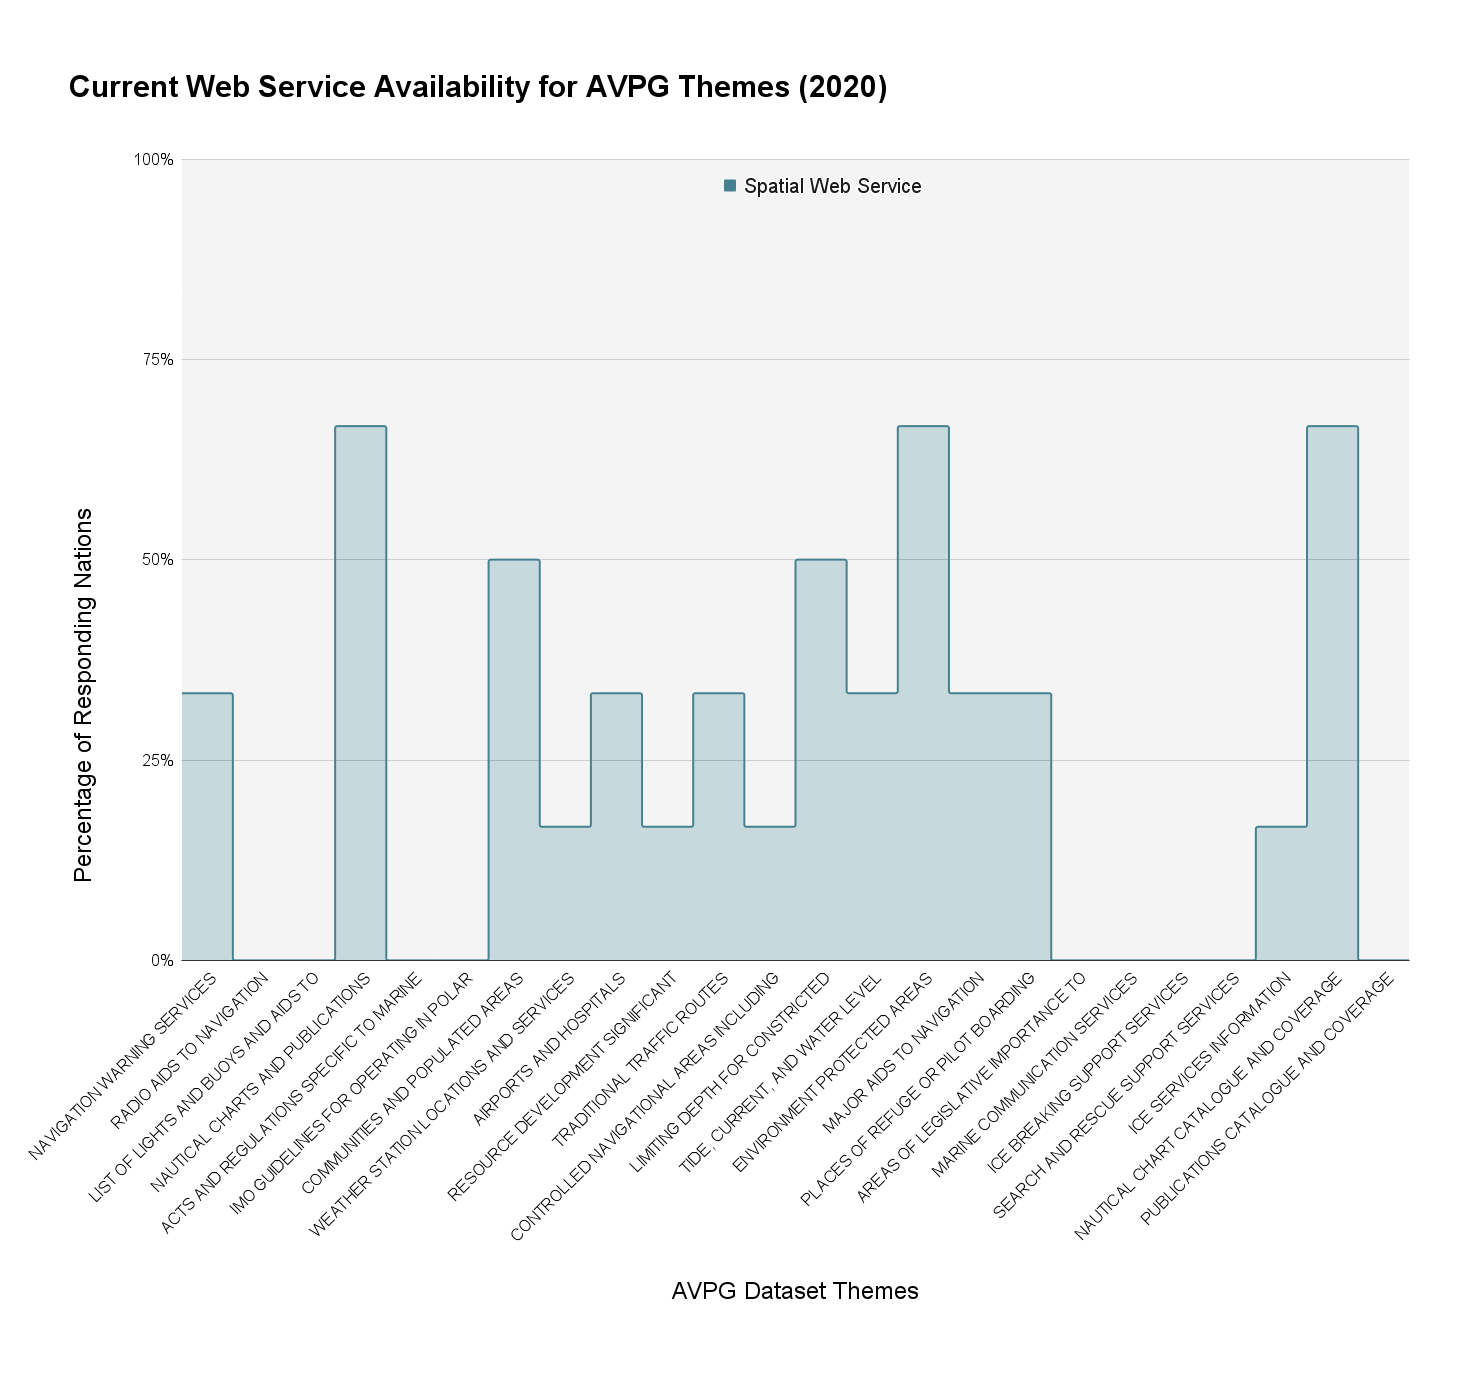 Current Web Service Availability for AVPG Themes (2020)
Spatial Web Service
100%
75%
50%
25%
0%
Percentage of Responding Nations
NAVIGATION WARNING SERVICES
RADIO AIDS TO NAVIGATION
LIST OF LIGHTS AND BUOYS AND AIDS TO
NAUTICAL CHARTS AND PUBLICATIONS
ACTS AND REGULATIONS SPECIFIC TO MARINE
IMO GUIDELINES FOR OPERATING IN POLAR
COMMUNITIES AND POPULATED AREAS
WEATHER STATION LOCATIONS AND SERVICES
AIRPORTS AND HOSPITALS
RESOURCE DEVELOPMENT SIGNIFICANT
TRADITIONAL TRAFFIC ROUTES
CONTROLLED NAVIGATIONAL AREAS INCLUDING
LIMITING DEPTH FOR CONSTRICTED
TIDE, CURRENT, AND WATER LEVEL
ENVIRONMENT PROTECTED AREAS
MAJOR AIDS TO NAVIGATION
PLACES OF REFUGE OR PILOT BOARDING
AREAS OF LEGISLATIVE IMPORTANCE TO
MARINE COMMUNICATION SERVICES
ICE BREAKING SUPPORT SERVICES
SEARCH AND RESCUE SUPPORT SERVICES
ICE SERVICES INFORMATION
NAUTICAL CHART CATALOGUE AND COVERAGE
PUBLICATIONS CATALOGUE AND COVERAGE
AVPG Dataset Themes